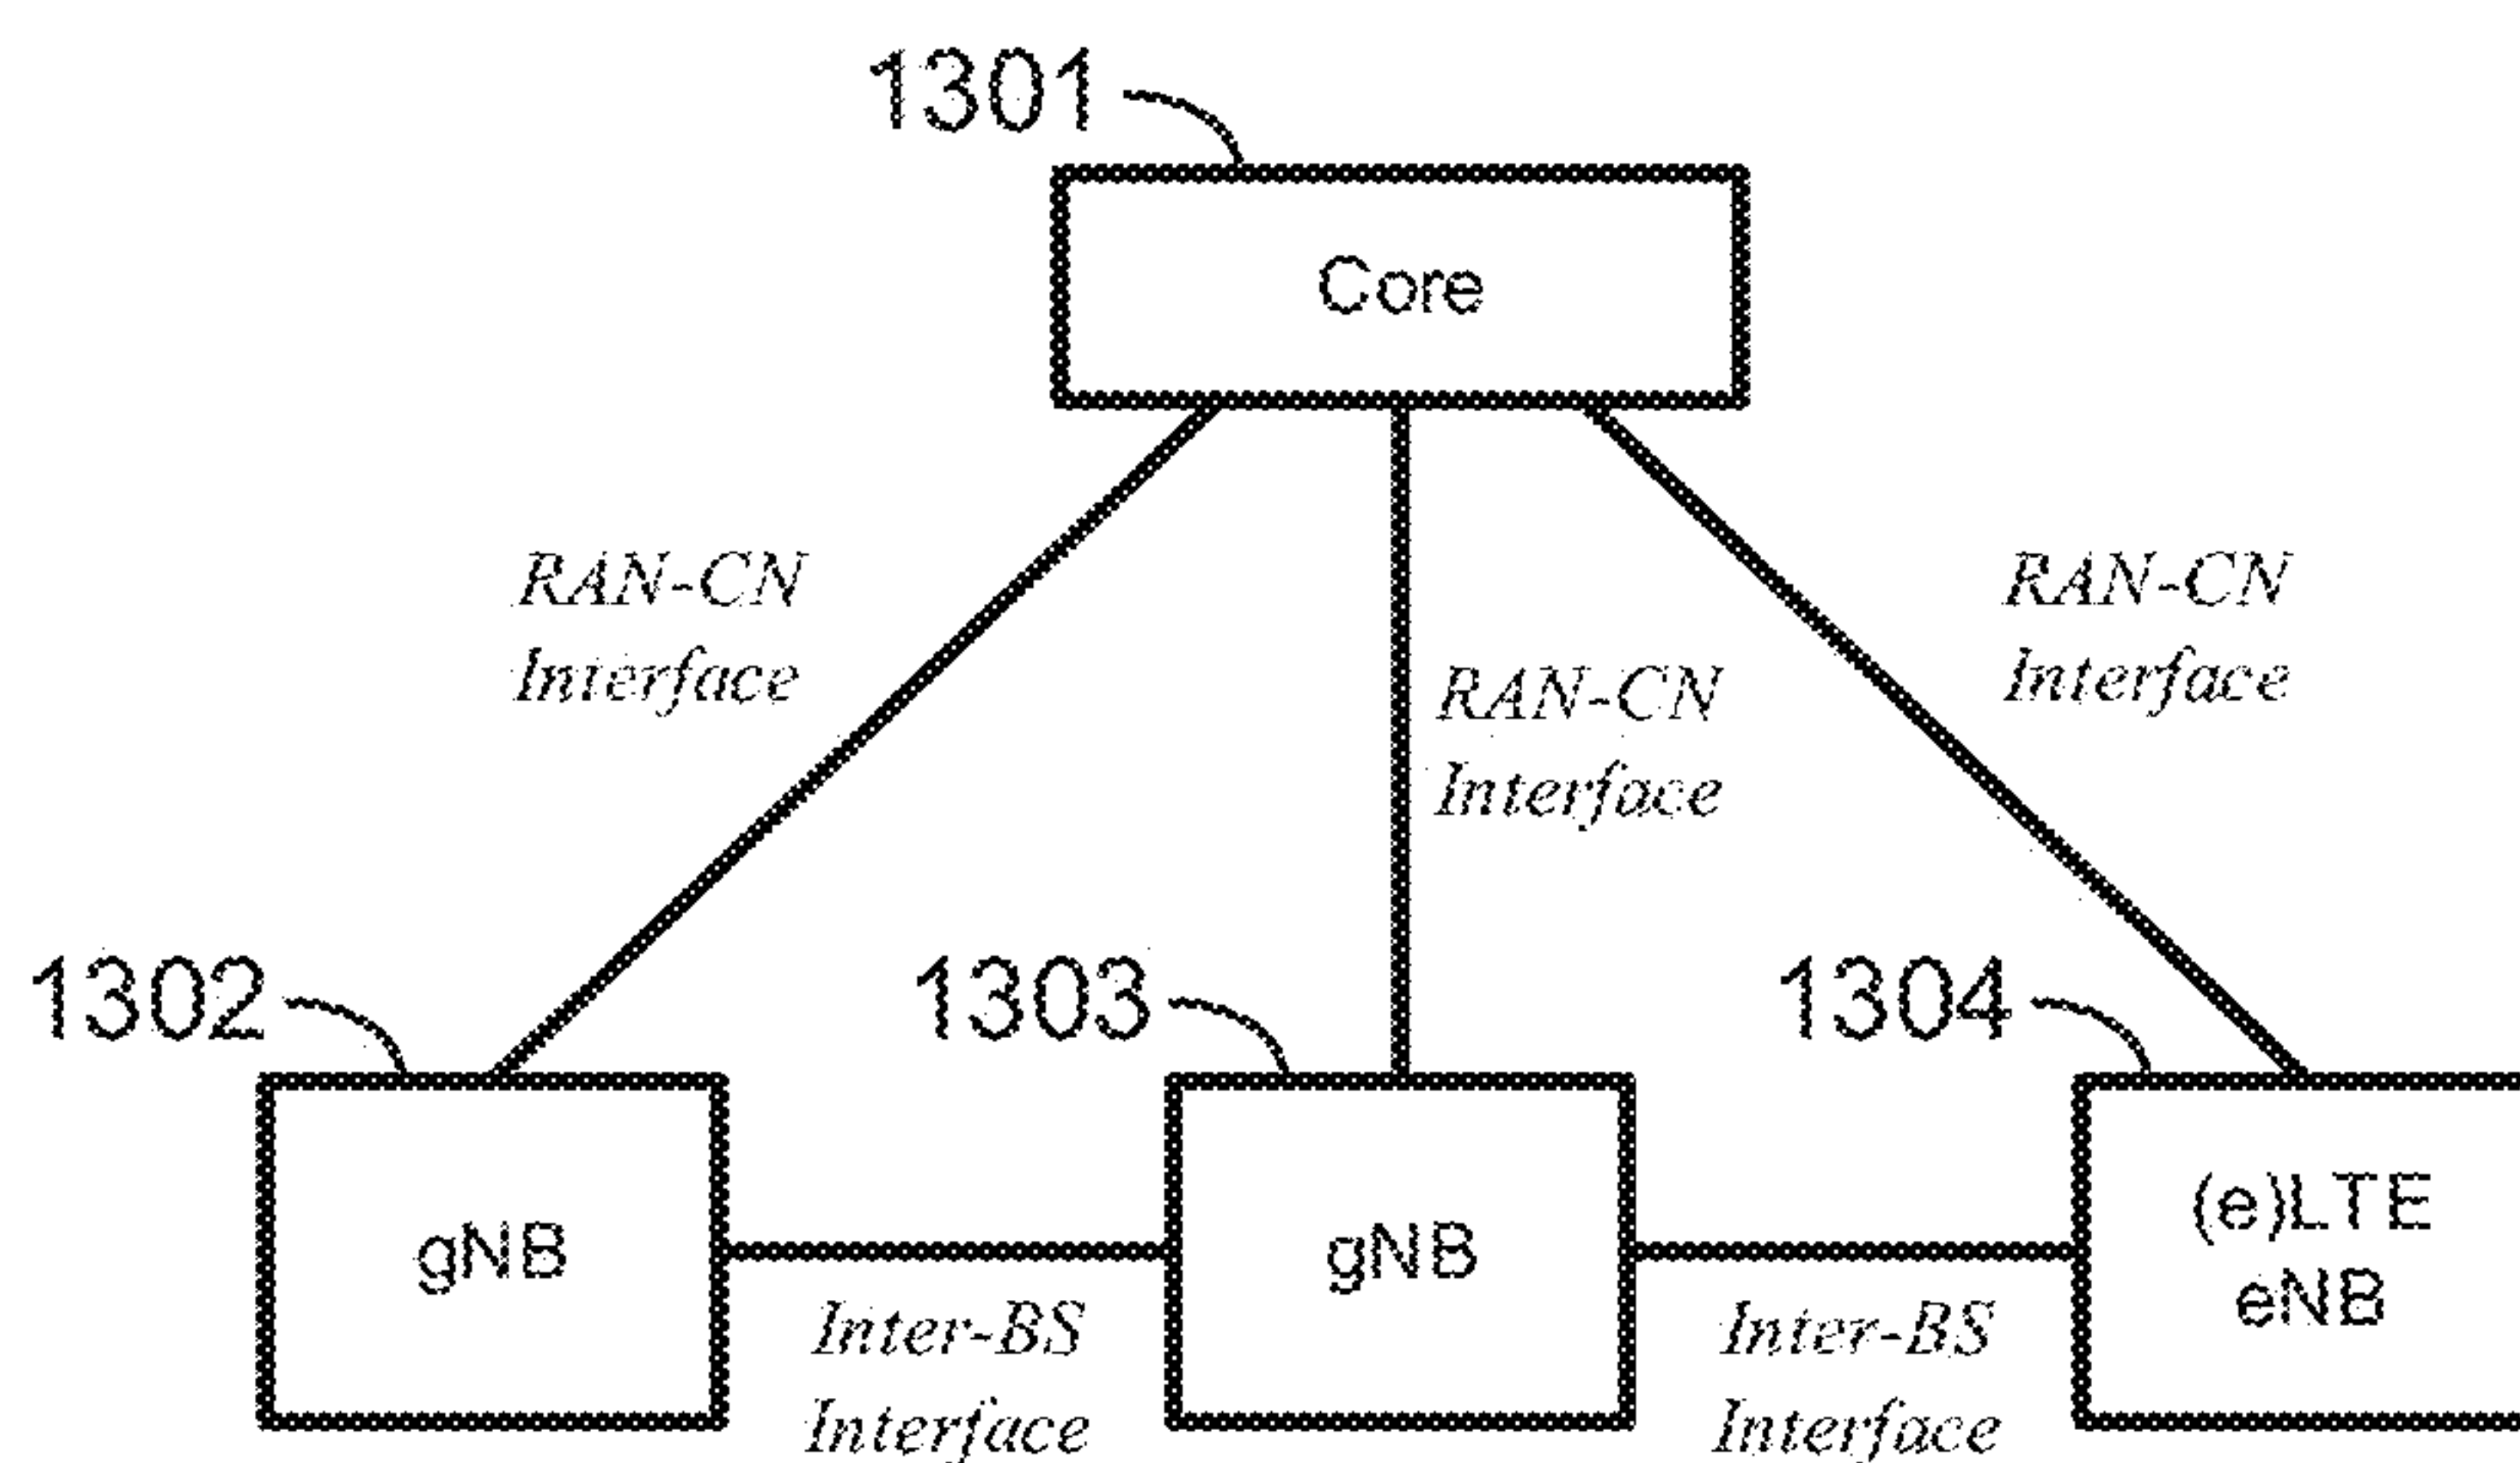 1301
Core
RAN-CN
Interface
RAN-CN
Interface
RAN-CN
Interface
1302
1303
1304
gNB
gNB
(e)LTE
eNB
Inter-BS
Interface
Inter-BS
Interface